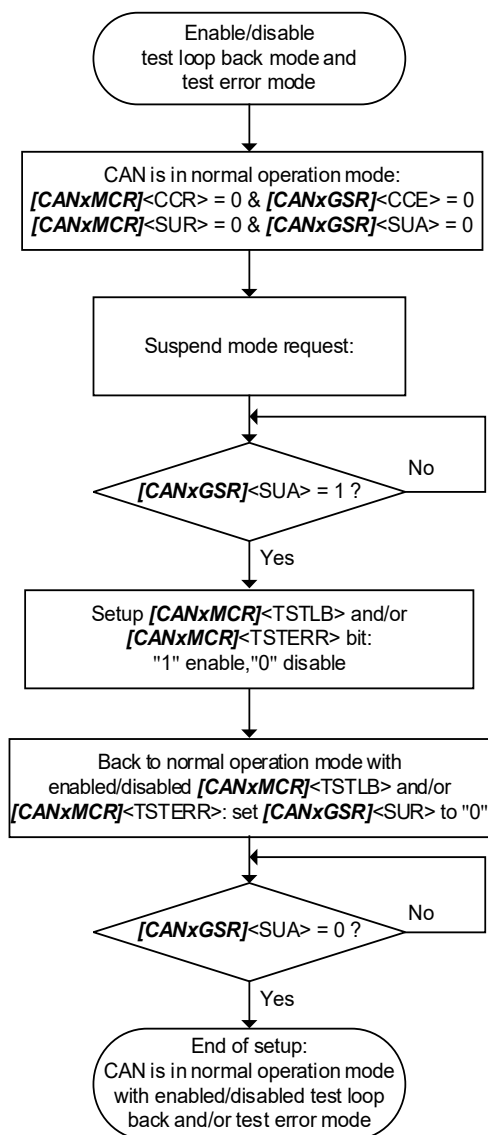 Enable/disable
test loop back mode and
test error mode
CAN is in normal operation mode:
[CANxMCR]<CCR> = 0 & [CANxGSR]<CCE> = 0
[CANxMCR]<SUR> = 0 & [CANxGSR]<SUA> = 0
Suspend mode request:
[CANxGSR]<SUA> = 1 ?
No
Yes
Setup [CANxMCR]<TSTLB> and/or
[CANxMCR]<TSTERR> bit:
"1" enable,"0" disable
Back to normal operation mode with
enabled/disabled [CANxMCR]<TSTLB> and/or
[CANxMCR]<TSTERR>: set [CANxGSR]<SUR> to "0"
[CANxGSR]<SUA> = 0 ?
No
Yes
End of setup:
CAN is in normal operation mode
with enabled/disabled test loop
back and/or test error mode